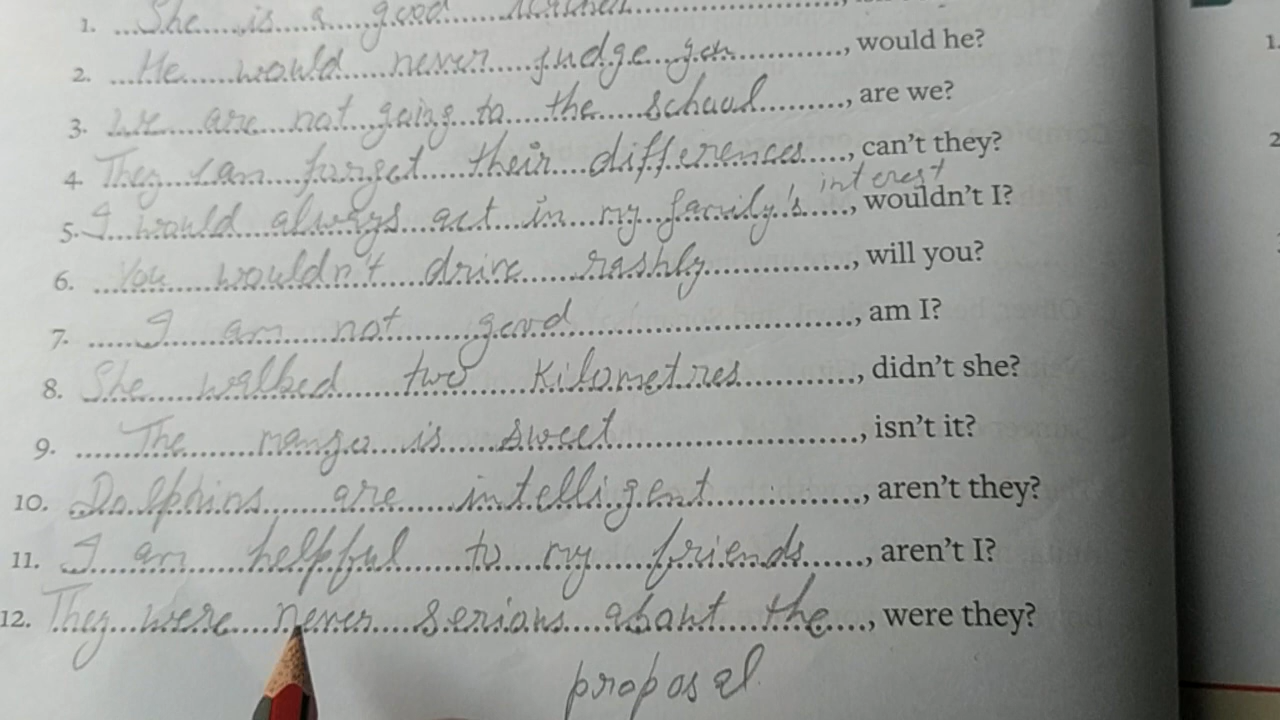 1. She is a good teacher
2. He would never judge you, would he?
3. We are not going to the school, are we?
4. They can forget their differences, can't they?
5. I would always act in my family's interest, wouldn't I?
6. You wouldn't drive rashly, will you?
7. I am not good, am I?
8. She walked two kilometres, didn't she?
9. The mango is sweet, isn't it?
10. Dolphins are intelligent, aren't they?
11. I am helpful to my friends, aren't I?
12. They were never serious about the, were they?
proposal
1.
2